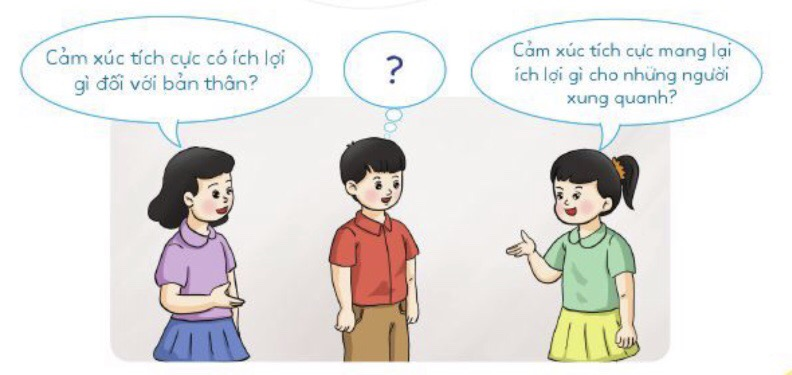 Cảm xúc tích cực có ích lợi
gì đối với bản thân?
?
Cảm xúc tích cực mang lại
ích lợi gì cho những người
xung quanh?